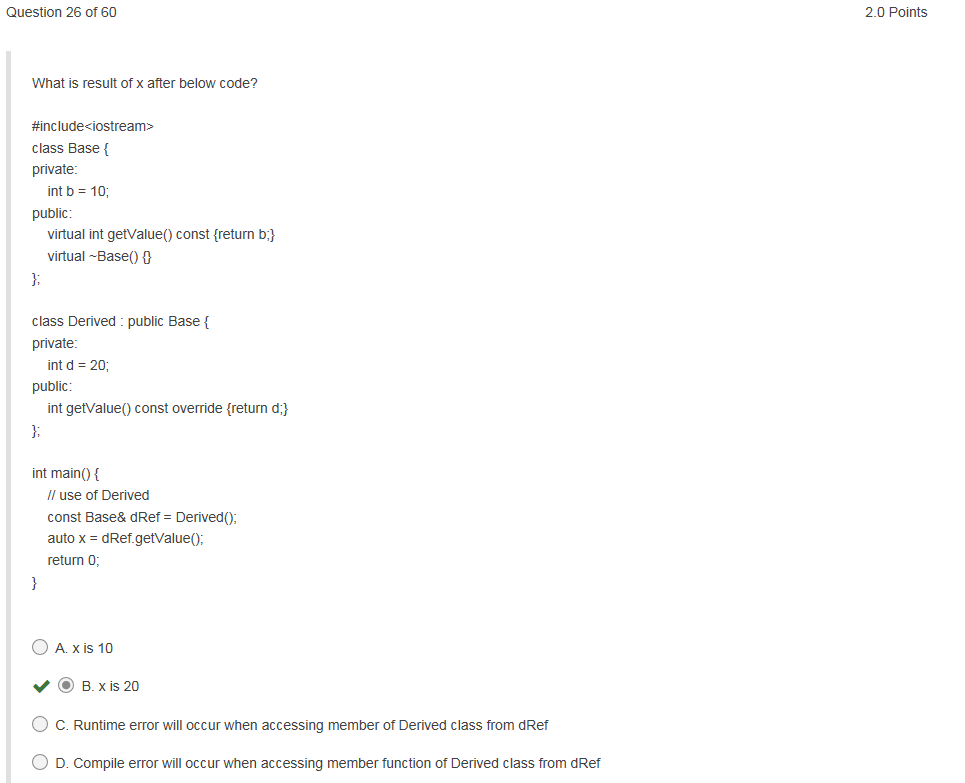 Question 26 of 60
2.0 Points
What is result of x after below code?
#include<iostream>
class Base {
private:
int b = 10;
public:
virtual int getValue() const {return b;}
virtual ~Base() {}
};
class Derived : public Base {
private:
int d = 20;
public:
int getValue() const override {return d;}
};
int main() {
// use of Derived
const Base& dRef = Derived();
auto x = dRef.getValue();
return 0;
}
A. x is 10
B. x is 20
C. Runtime error will occur when accessing member of Derived class from dRef
D. Compile error will occur when accessing member function of Derived class from dRef